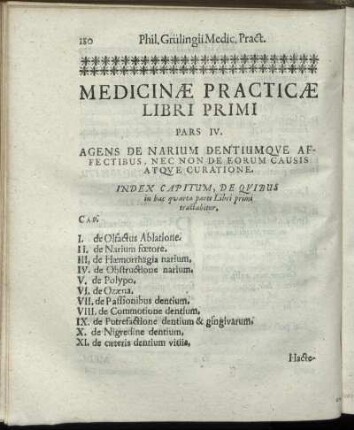 180 Phil. Grülingii Medic. Pract.
MEDICINÆ PRACTICÆ
LIBRI PRIMI
PARS IV.
AGENS DE NARIUM DENTIUMQVE AF-
FECTIBUS, NEC NON DE EORUM CAUSIS
ATQVE CURATIONE.
INDEX CAPITUM, DE QVIBUS
in hac quarta parte Libri primi
tractabitur.
CAP.
I. de Olfactus Ablatione.
II. de Narium fœtore.
III. de Hæmorrhagia narium.
IV. de Obstructione narium.
V. de Polypo.
VI. de Ozæna.
VII. de Passionibus dentium.
VIII. de Commotione dentium.
IX. de Putrefactione dentium & gingivarum.
X. de Nigredine dentium.
XI. de cæteris dentium vitiis.
Hacte-